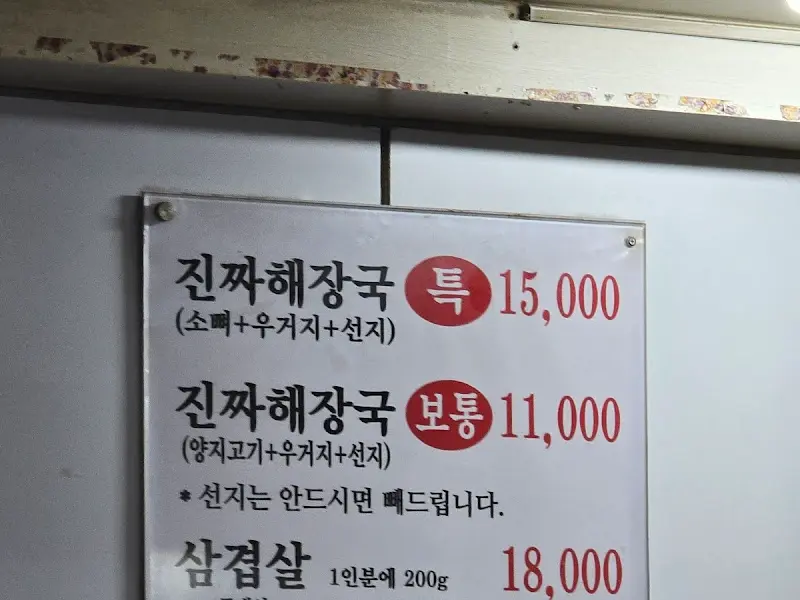 진짜해장국 특 15,000
(소뼈+우거지+선지)
진짜해장국 보통 11,000
(양지고기+우거지+선지)
* 선지는 안드시면 빼드립니다.
삼겹살 1인분에 200g 18,000